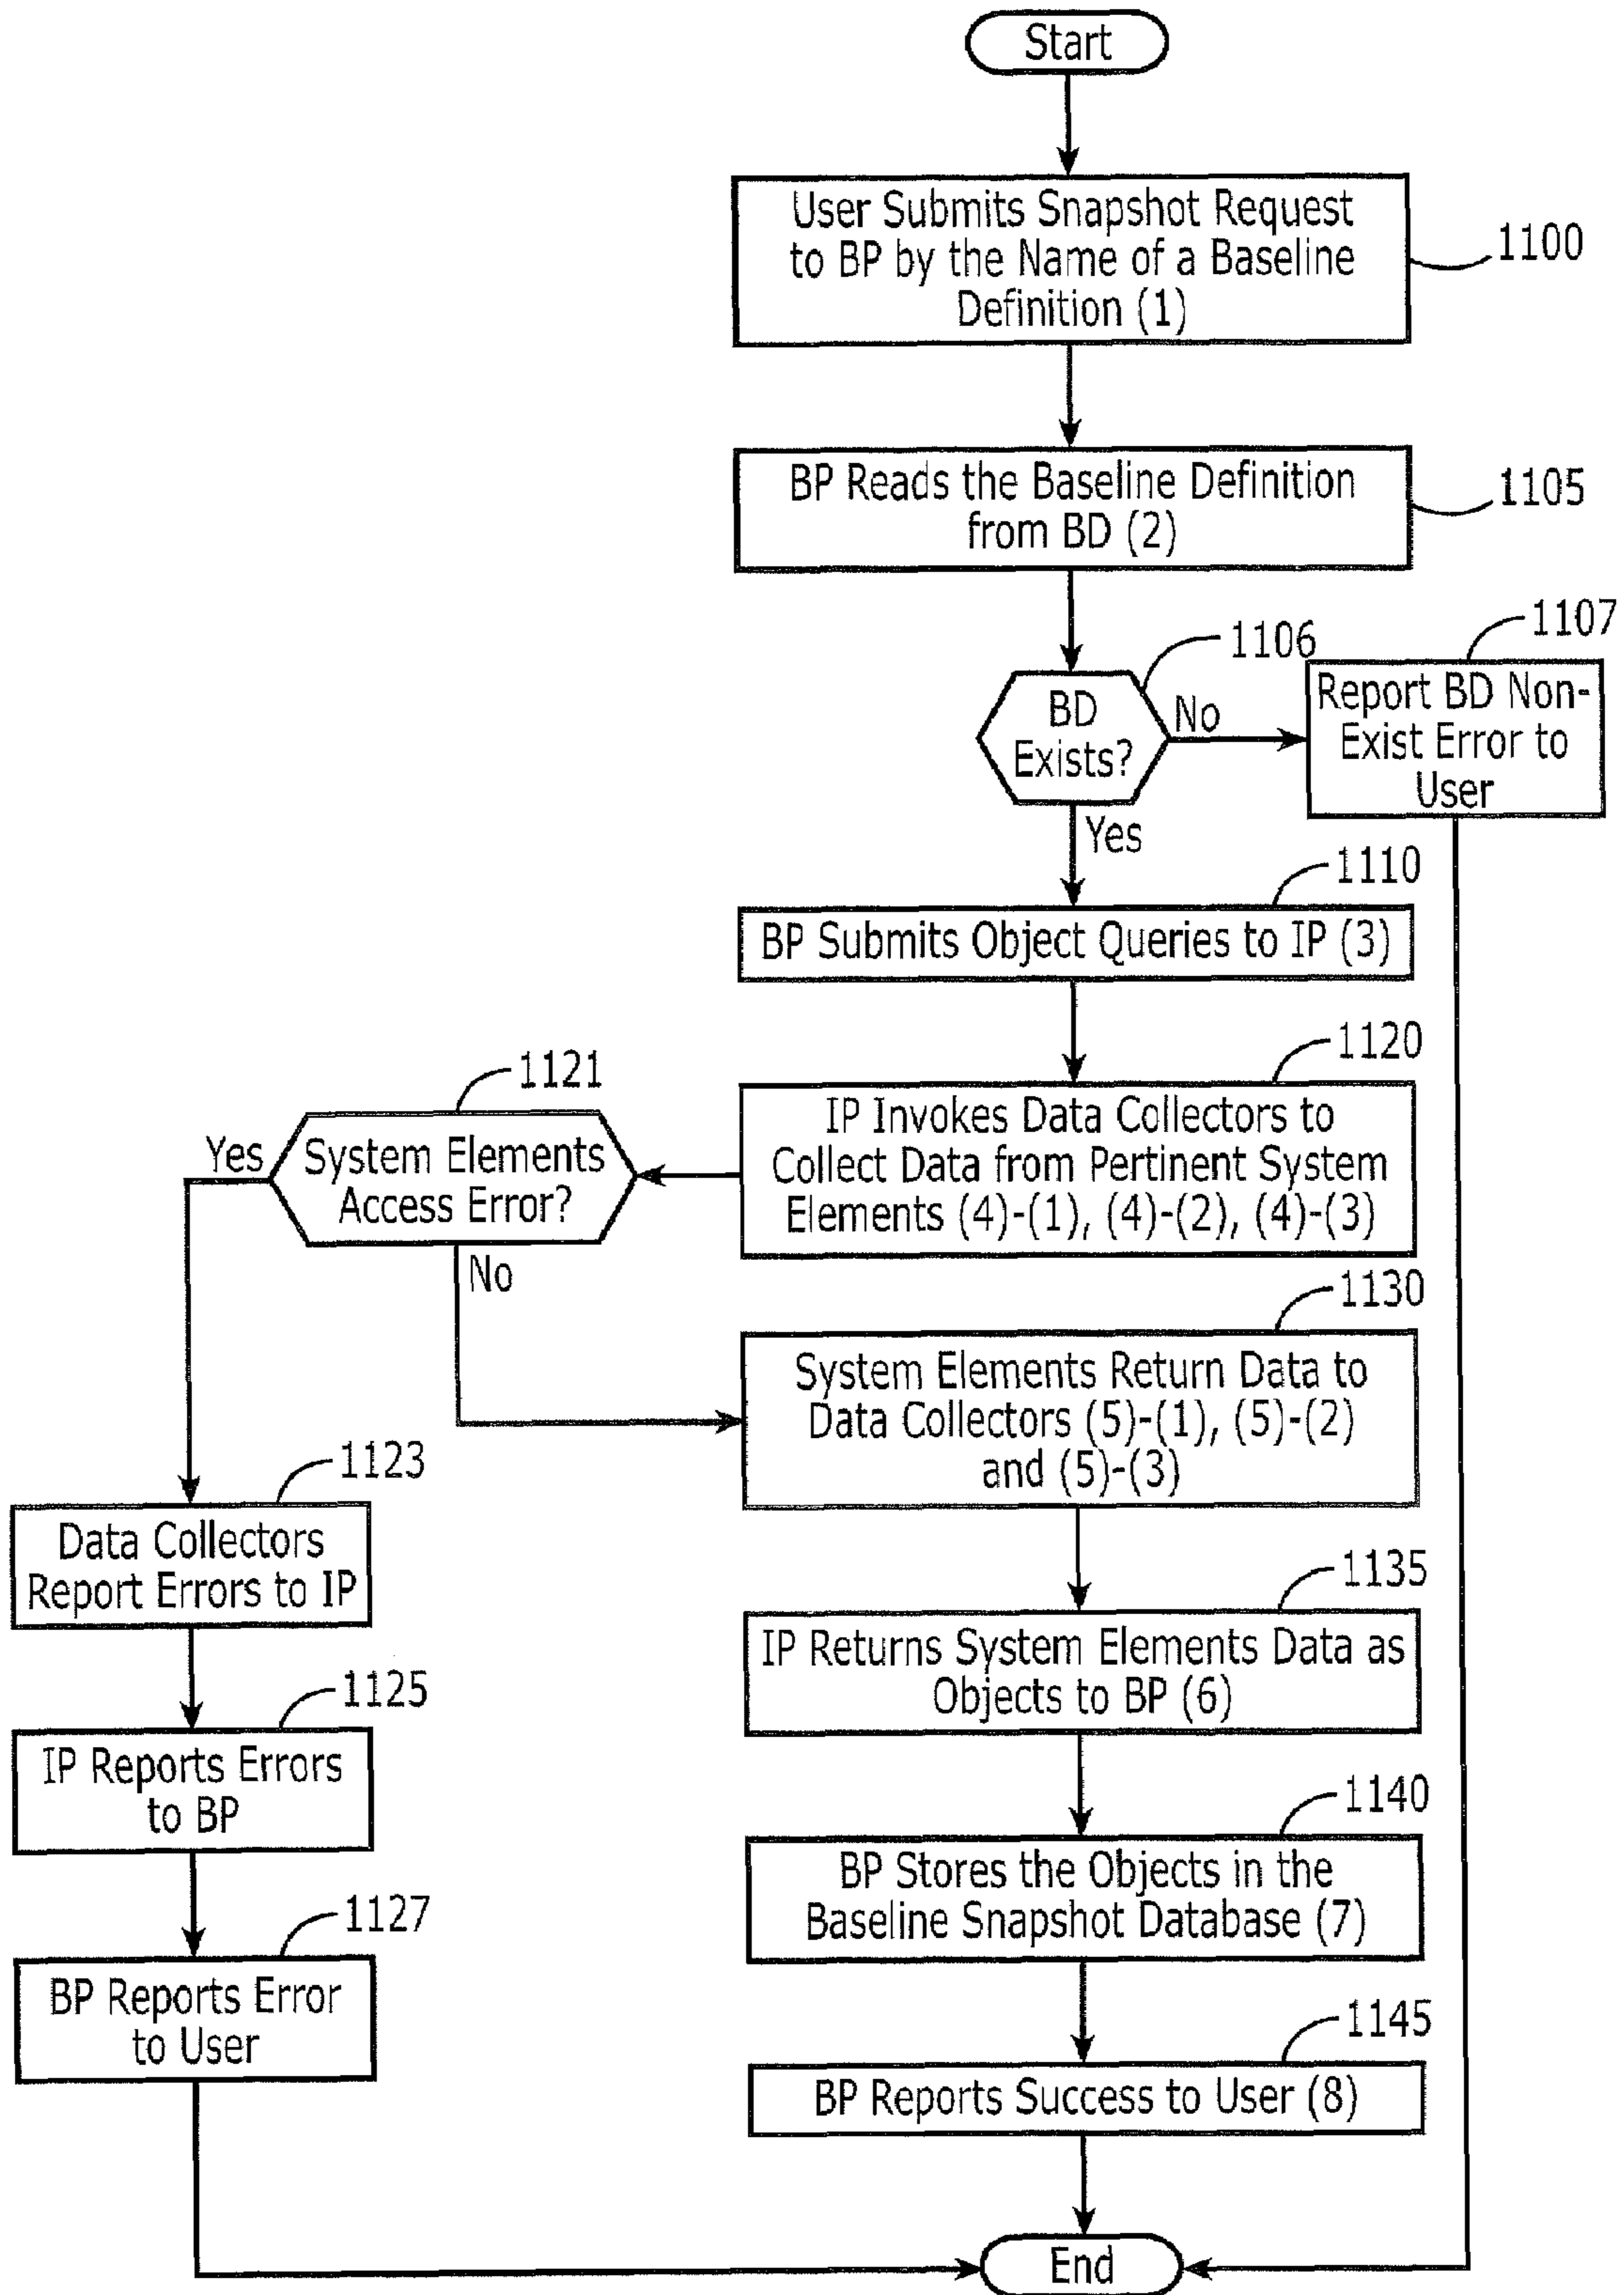 Start
User Submits Snapshot Request
to BP by the Name of a Baseline
Definition (1)
1100
BP Reads the Baseline Definition
from BD (2)
1105
1106
1107
BD
Exists?
No
Report BD Non-
Exist Error to
User
Yes
1110
BP Submits Object Queries to IP (3)
1120
1121
IP Invokes Data Collectors to
Collect Data from Pertinent System
Elements (4)-(1), (4)-(2), (4)-(3)
Yes
System Elements
Access Error?
No
1130
System Elements Return Data to
Data Collectors (5)-(1), (5)-(2)
and (5)-(3)
1123
Data Collectors
Report Errors to IP
1135
IP Returns System Elements Data as
Objects to BP (6)
1125
IP Reports Errors
to BP
1140
BP Stores the Objects in the
Baseline Snapshot Database (7)
1127
BP Reports Error
to User
1145
BP Reports Success to User (8)
End